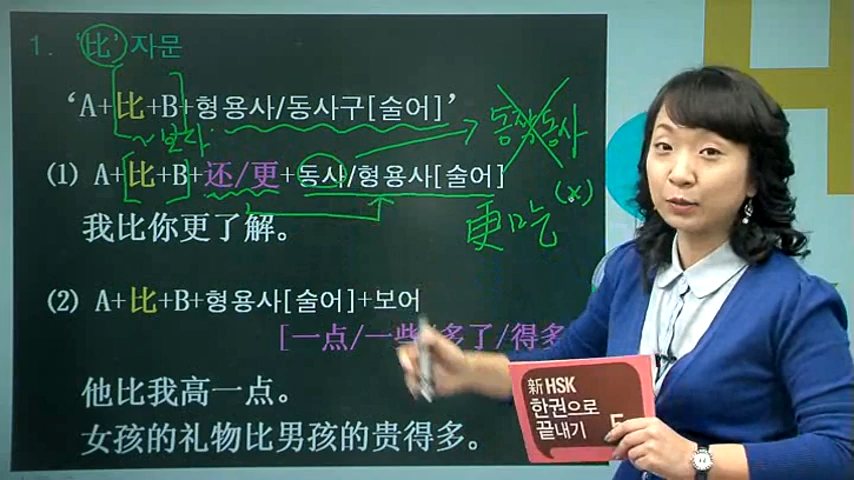 1. '比' 자문
'A+比+B+형용사/동사구[술어]'
~보다
동작동사
(1) A+比+B+还/更+동사/형용사[술어]
(x)
我比你更了解。
更吃
(2) A+比+B+형용사[술어]+보어
[一点/一些/多了/得多
他比我高一点。
女孩的礼物比男孩的贵得多。
新HSK
한권으로
끝내기